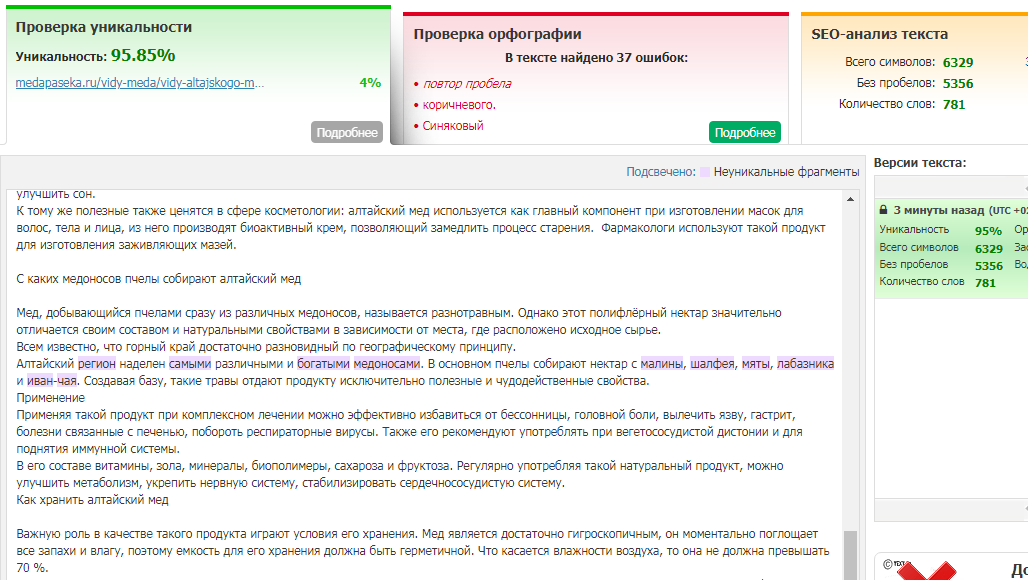 Проверка уникальности
Уникальность: 95.85%
medapaseka.ru/vidy-meda/vidy-altajskogo-m... 4%
Подробнее
Проверка орфографии
В тексте найдено 37 ошибок:
• повтор пробела
• коричневого.
• Синяковый
Подробнее
SEO-анализ текста
Всего символов: 6329
Без пробелов: 5356
Количество слов: 781
Подсвечено: Неуникальные фрагменты
улучшить сон.
К тому же полезные также ценятся в сфере косметологии: алтайский мед используется как главный компонент при изготовлении масок для
волос, тела и лица, из него производят биоактивный крем, позволяющий замедлить процесс старения.  Фармакологи используют такой продукт
для изготовления заживляющих мазей.
С каких медоносов пчелы собирают алтайский мед
Мед, добывающийся пчелами сразу из различных медоносов, называется разнотравным. Однако этот полифлёрный нектар значительно
отличается своим составом и натуральными свойствами в зависимости от места, где расположено исходное сырье.
Всем известно, что горный край достаточно разновидный по географическому принципу.
Алтайский регион наделен самыми различными и богатыми медоносами. В основном пчелы собирают нектар с малины, шалфея, мяты, лабазника
и иван-чая. Создавая базу, такие травы отдают продукту исключительно полезные и чудодейственные свойства.
Применение
Применяя такой продукт при комплексном лечении можно эффективно избавиться от бессонницы, головной боли, вылечить язву, гастрит,
болезни связанные с печенью, побороть респираторные вирусы. Также его рекомендуют употреблять при вегетососудистой дистонии и для
поднятия иммунной системы.
В его составе витамины, зола, минералы, биополимеры, сахароза и фруктоза. Регулярно употребляя такой натуральный продукт, можно
улучшить метаболизм, укрепить нервную систему, стабилизировать сердечнососудистую систему.
Как хранить алтайский мед
Важную роль в качестве такого продукта играют условия его хранения. Мед является достаточно гигроскопичным, он моментально поглощает
все запахи и влагу, поэтому емкость для его хранения должна быть герметичной. Что касается влажности воздуха, то она не должна превышать
70 %.
Версии текста:
3 минуты назад (UTC +0
Уникальность 95% Ор
Всего символов 6329
Без пробелов 5356
Количество слов 781